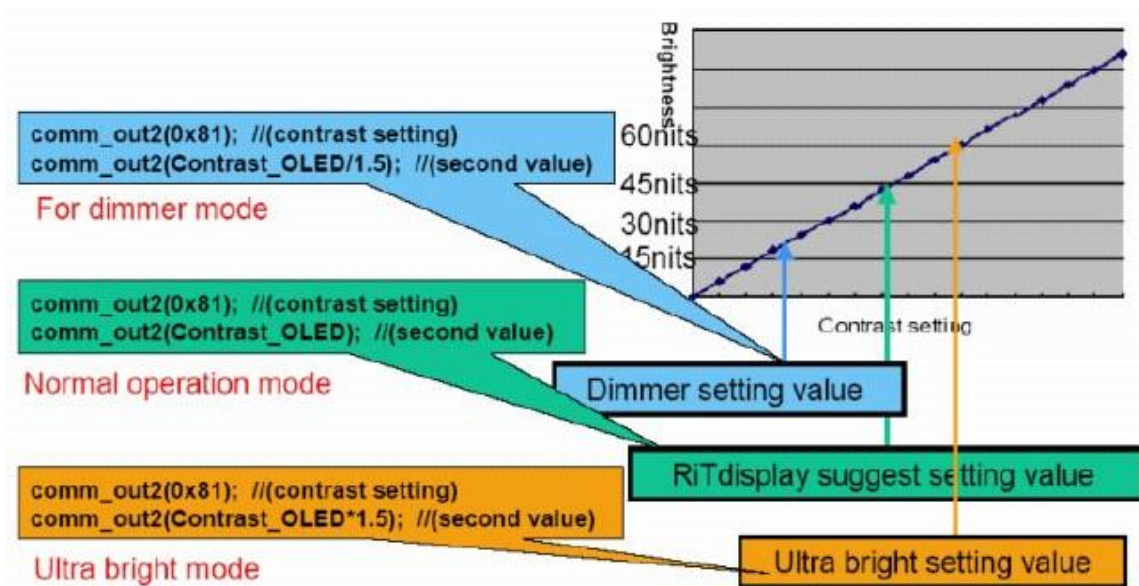 Brightness
comm_out2(0x81); //(contrast setting)
comm_out2(Contrast_OLED/1.5); //(second value)
For dimmer mode
60nits
45nits
30nits
15nits
Contrast setting
comm_out2(0x81); //(contrast setting)
comm_out2(Contrast_OLED); //(second value)
Normal operation mode
Dimmer setting value
RiTdisplay suggest setting value
comm_out2(0x81); //(contrast setting)
comm_out2(Contrast_OLED*1.5); //(second value)
Ultra bright mode
Ultra bright setting value